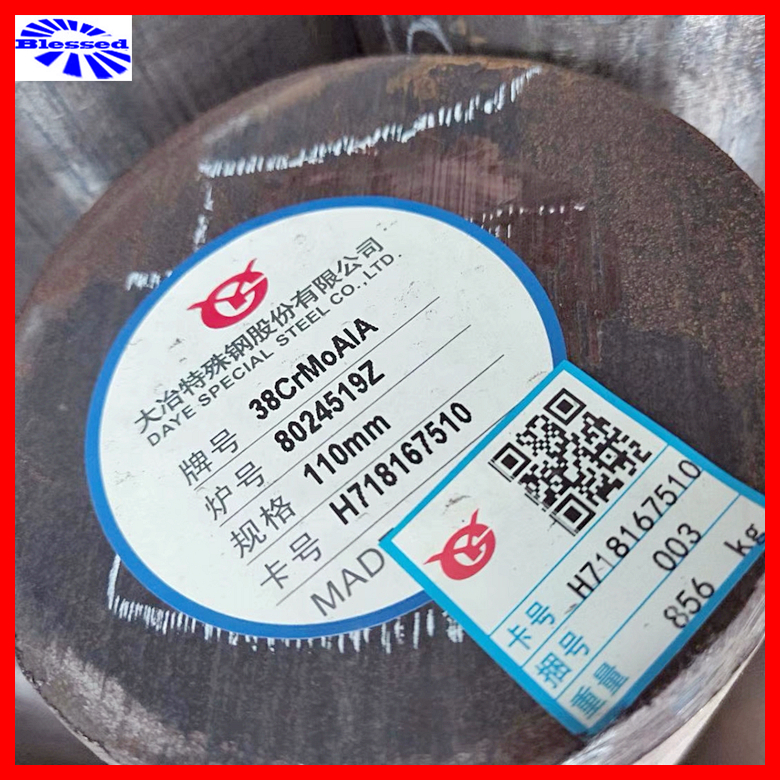 Blessed
大冶特殊钢股份有限公司
DAYE SPECIAL STEEL CO.,LTD.
牌号 38CrMoAlA
炉号 8024519Z
规格 110mm
卡号 H718167510
MAD
卡号 H718167510
捆号 003
重量 856 kg